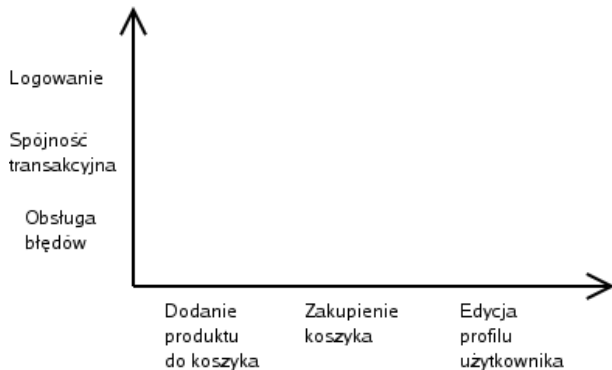 Logowanie
Spójność
transakcyjna
Obsługa
błędów
Dodanie
produktu
do koszyka
Zakupienie
koszyka
Edycja
profilu
użytkownika